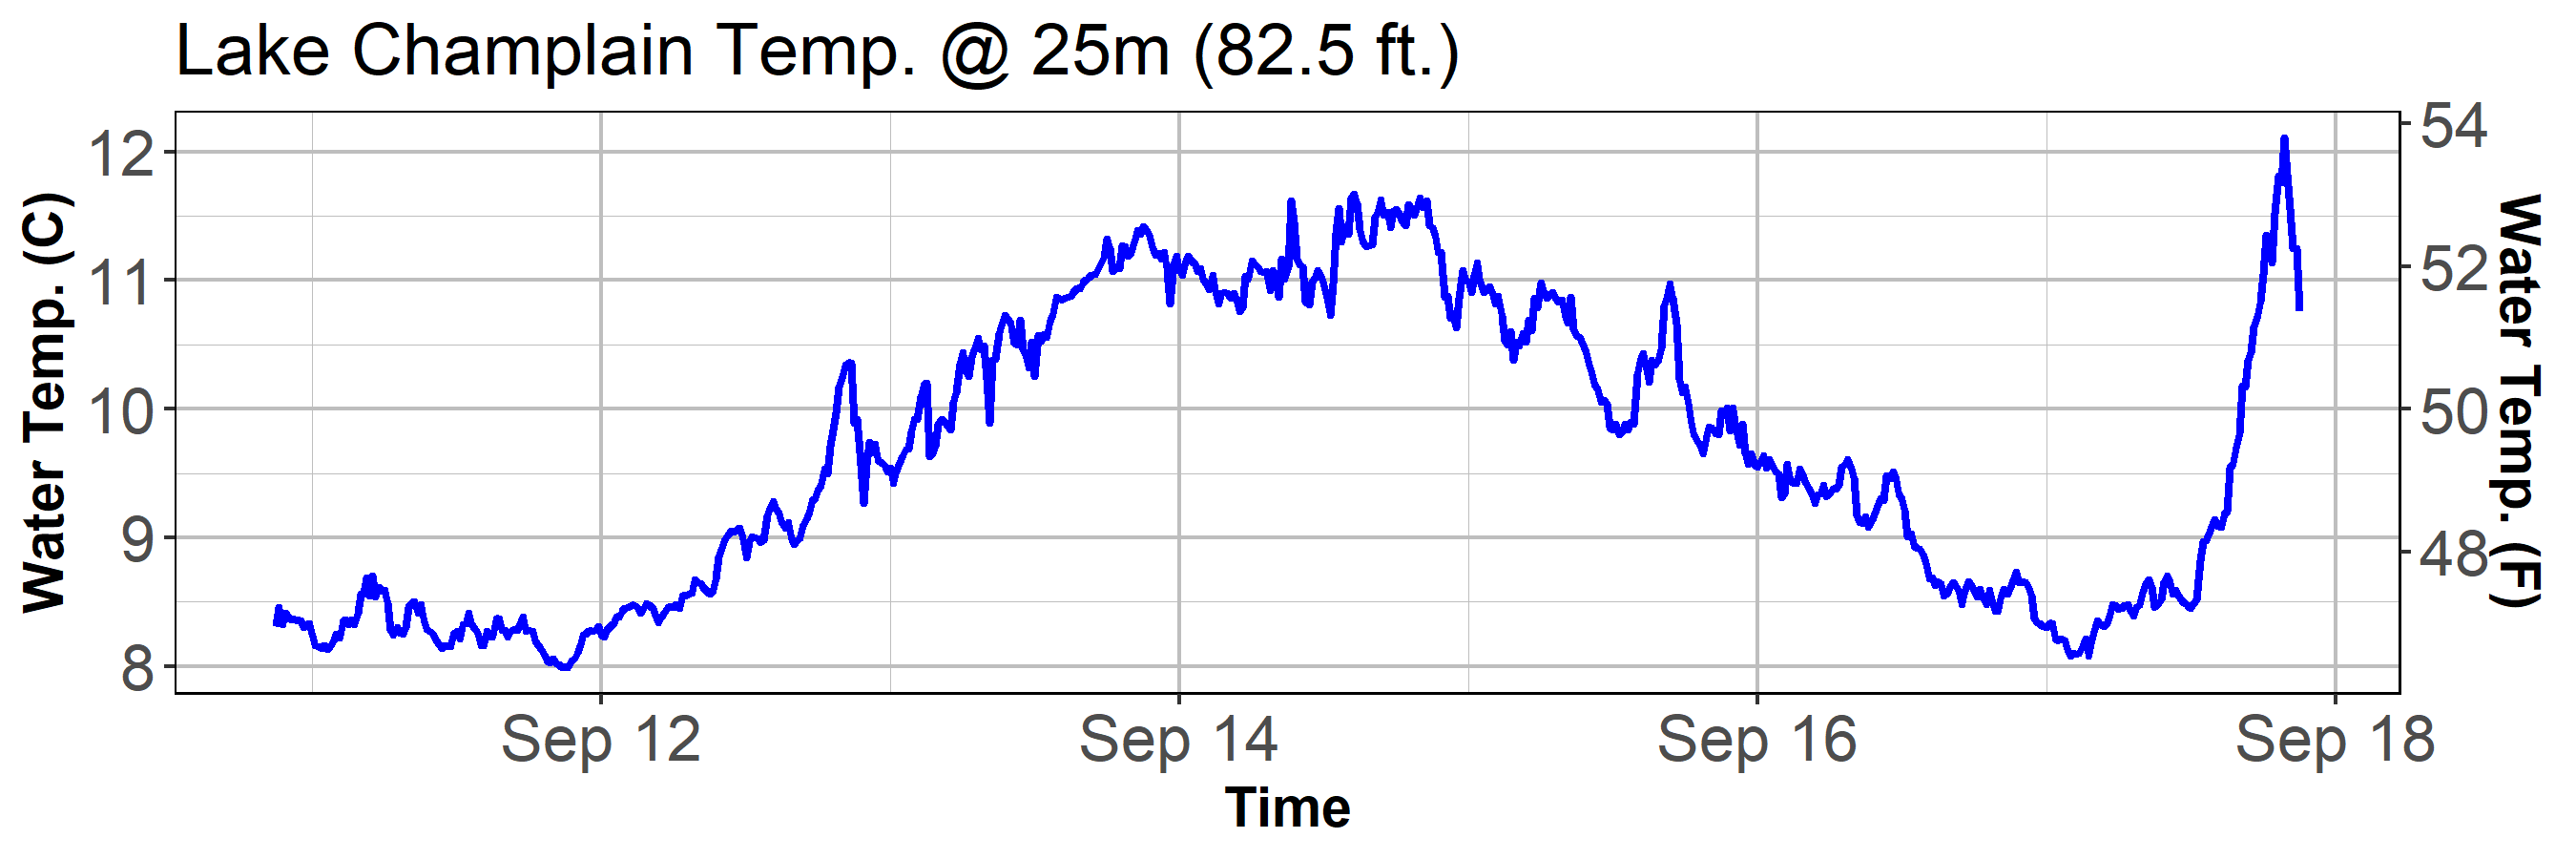 Lake Champlain Temp. @ 25m (82.5 ft.)
Water Temp. (C)
12
11
10
9
8
54
52
50
48
Water Temp. (F)
Sep 12 Sep 14 Sep 16 Sep 18
Time